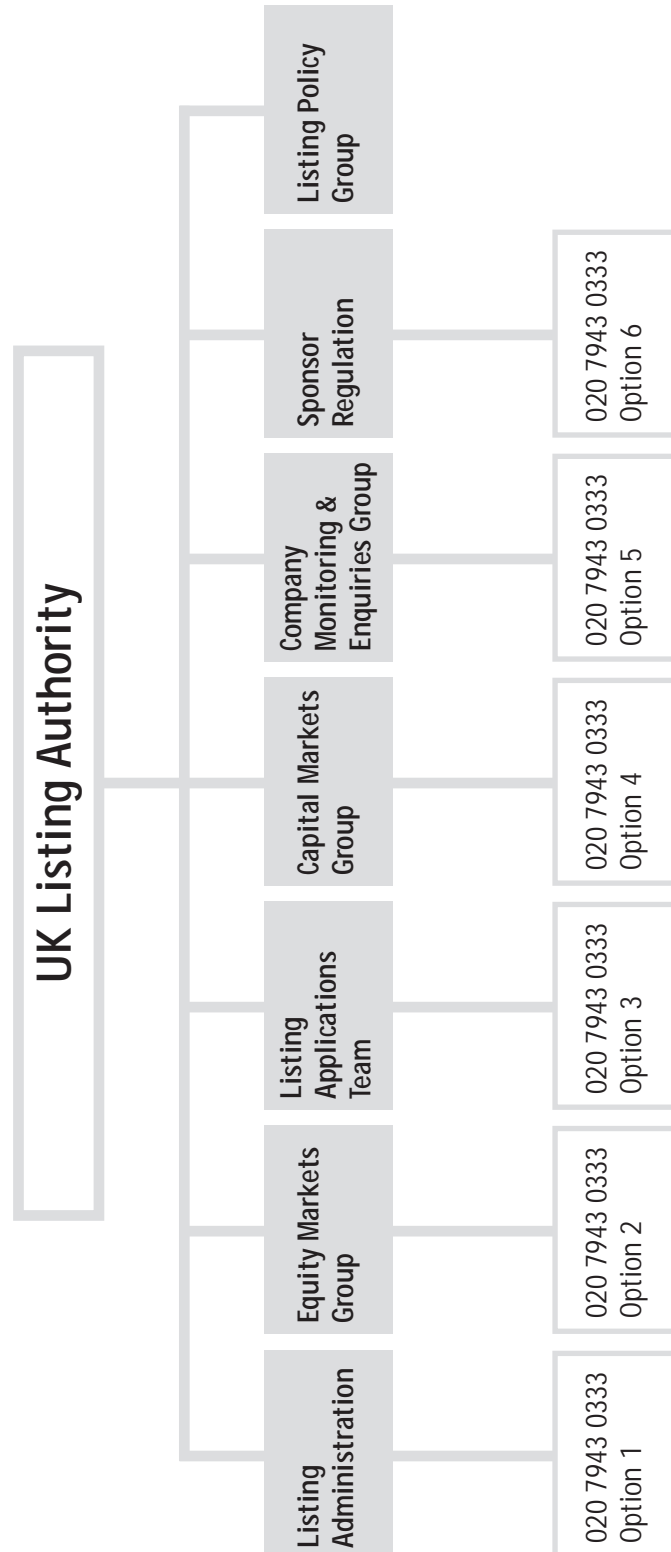 UK Listing Authority
Listing
Administration
Equity Markets
Group
Listing
Applications
Team
Capital Markets
Group
Company
Monitoring &
Enquiries Group
Sponsor
Regulation
Listing Policy
Group
020 7943 0333
Option 1
020 7943 0333
Option 2
020 7943 0333
Option 3
020 7943 0333
Option 4
020 7943 0333
Option 5
020 7943 0333
Option 6